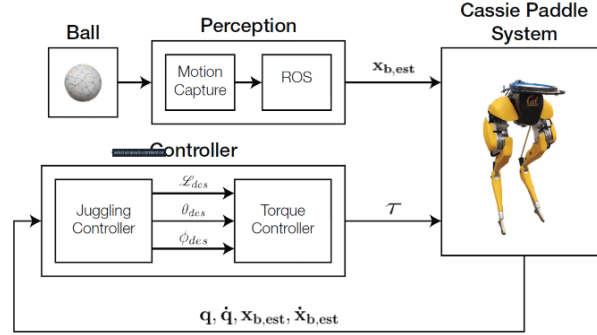 Ball
Perception
Cassie Paddle
System
Motion
Capture
ROS
x_b,est
Cal
Controller
Juggling
Controller
ℒ_des
θ_des
ϕ_des
Torque
Controller
τ
q, q̇, x_b,est, ẋ_b,est